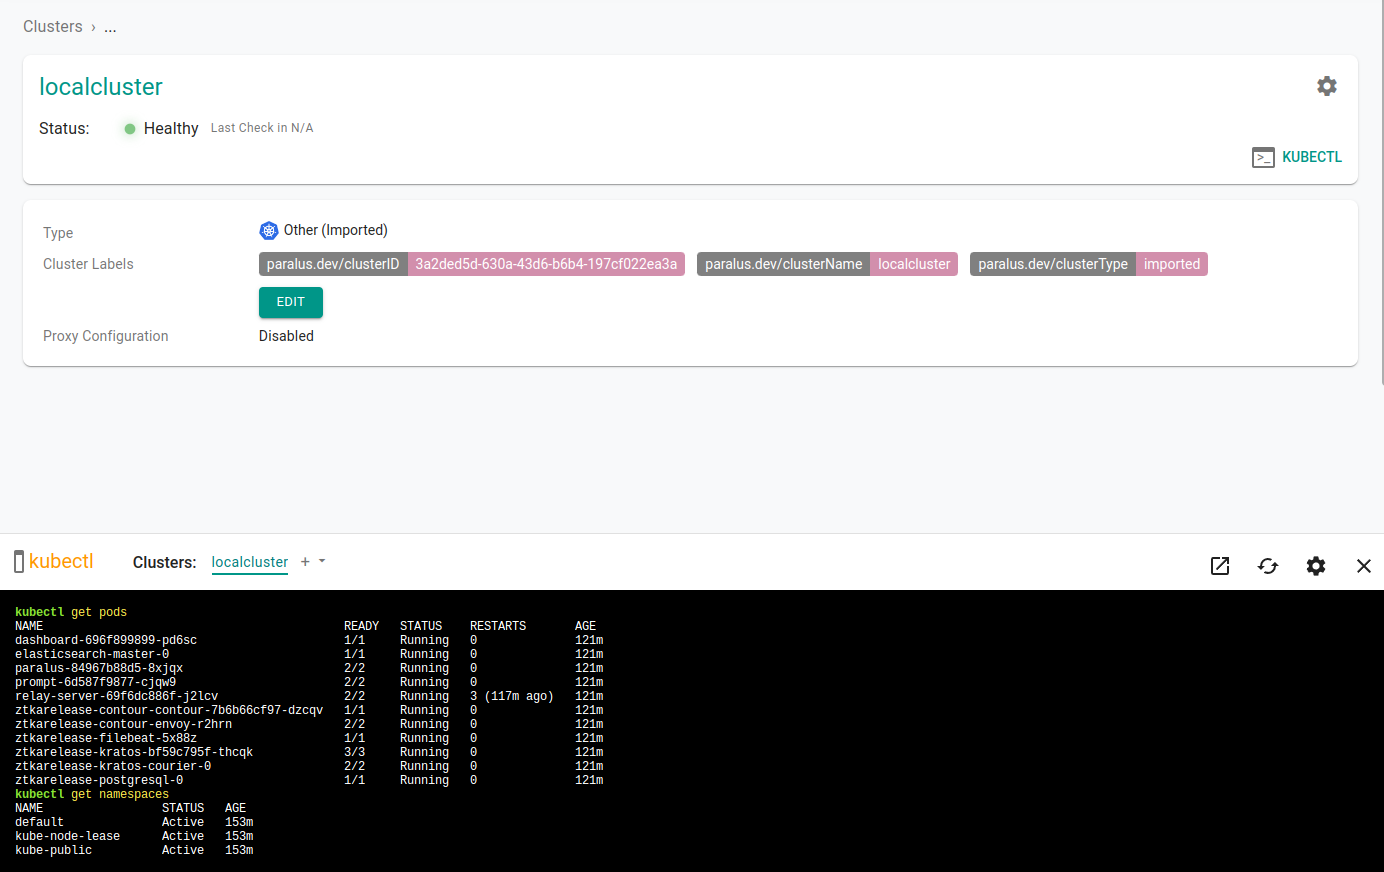 Clusters › ...
localcluster
Status: Healthy Last Check in N/A
>_ KUBECTL
Type Other (Imported)
Cluster Labels paralus.dev/clusterID 3a2ded5d-630a-43d6-b6b4-197cf022ea3a paralus.dev/clusterName localcluster paralus.dev/clusterType imported
EDIT
Proxy Configuration Disabled
kubectl Clusters: localcluster +
kubectl get pods
NAME READY STATUS RESTARTS AGE
dashboard-696f899899-pd6sc 1/1 Running 0 121m
elasticsearch-master-0 1/1 Running 0 121m
paralus-84967b88d5-8xjqx 2/2 Running 0 121m
prompt-6d587f9877-cjqw9 2/2 Running 0 121m
relay-server-69f6dc886f-j2lcv 2/2 Running 3 (117m ago) 121m
ztkarelease-contour-contour-7b6b66cf97-dzcqv 1/1 Running 0 121m
ztkarelease-contour-envoy-r2hrn 2/2 Running 0 121m
ztkarelease-filebeat-5x88z 1/1 Running 0 121m
ztkarelease-kratos-bf59c795f-thcqk 3/3 Running 0 121m
ztkarelease-kratos-courier-0 2/2 Running 0 121m
ztkarelease-postgresql-0 1/1 Running 0 121m
kubectl get namespaces
NAME STATUS AGE
default Active 153m
kube-node-lease Active 153m
kube-public Active 153m